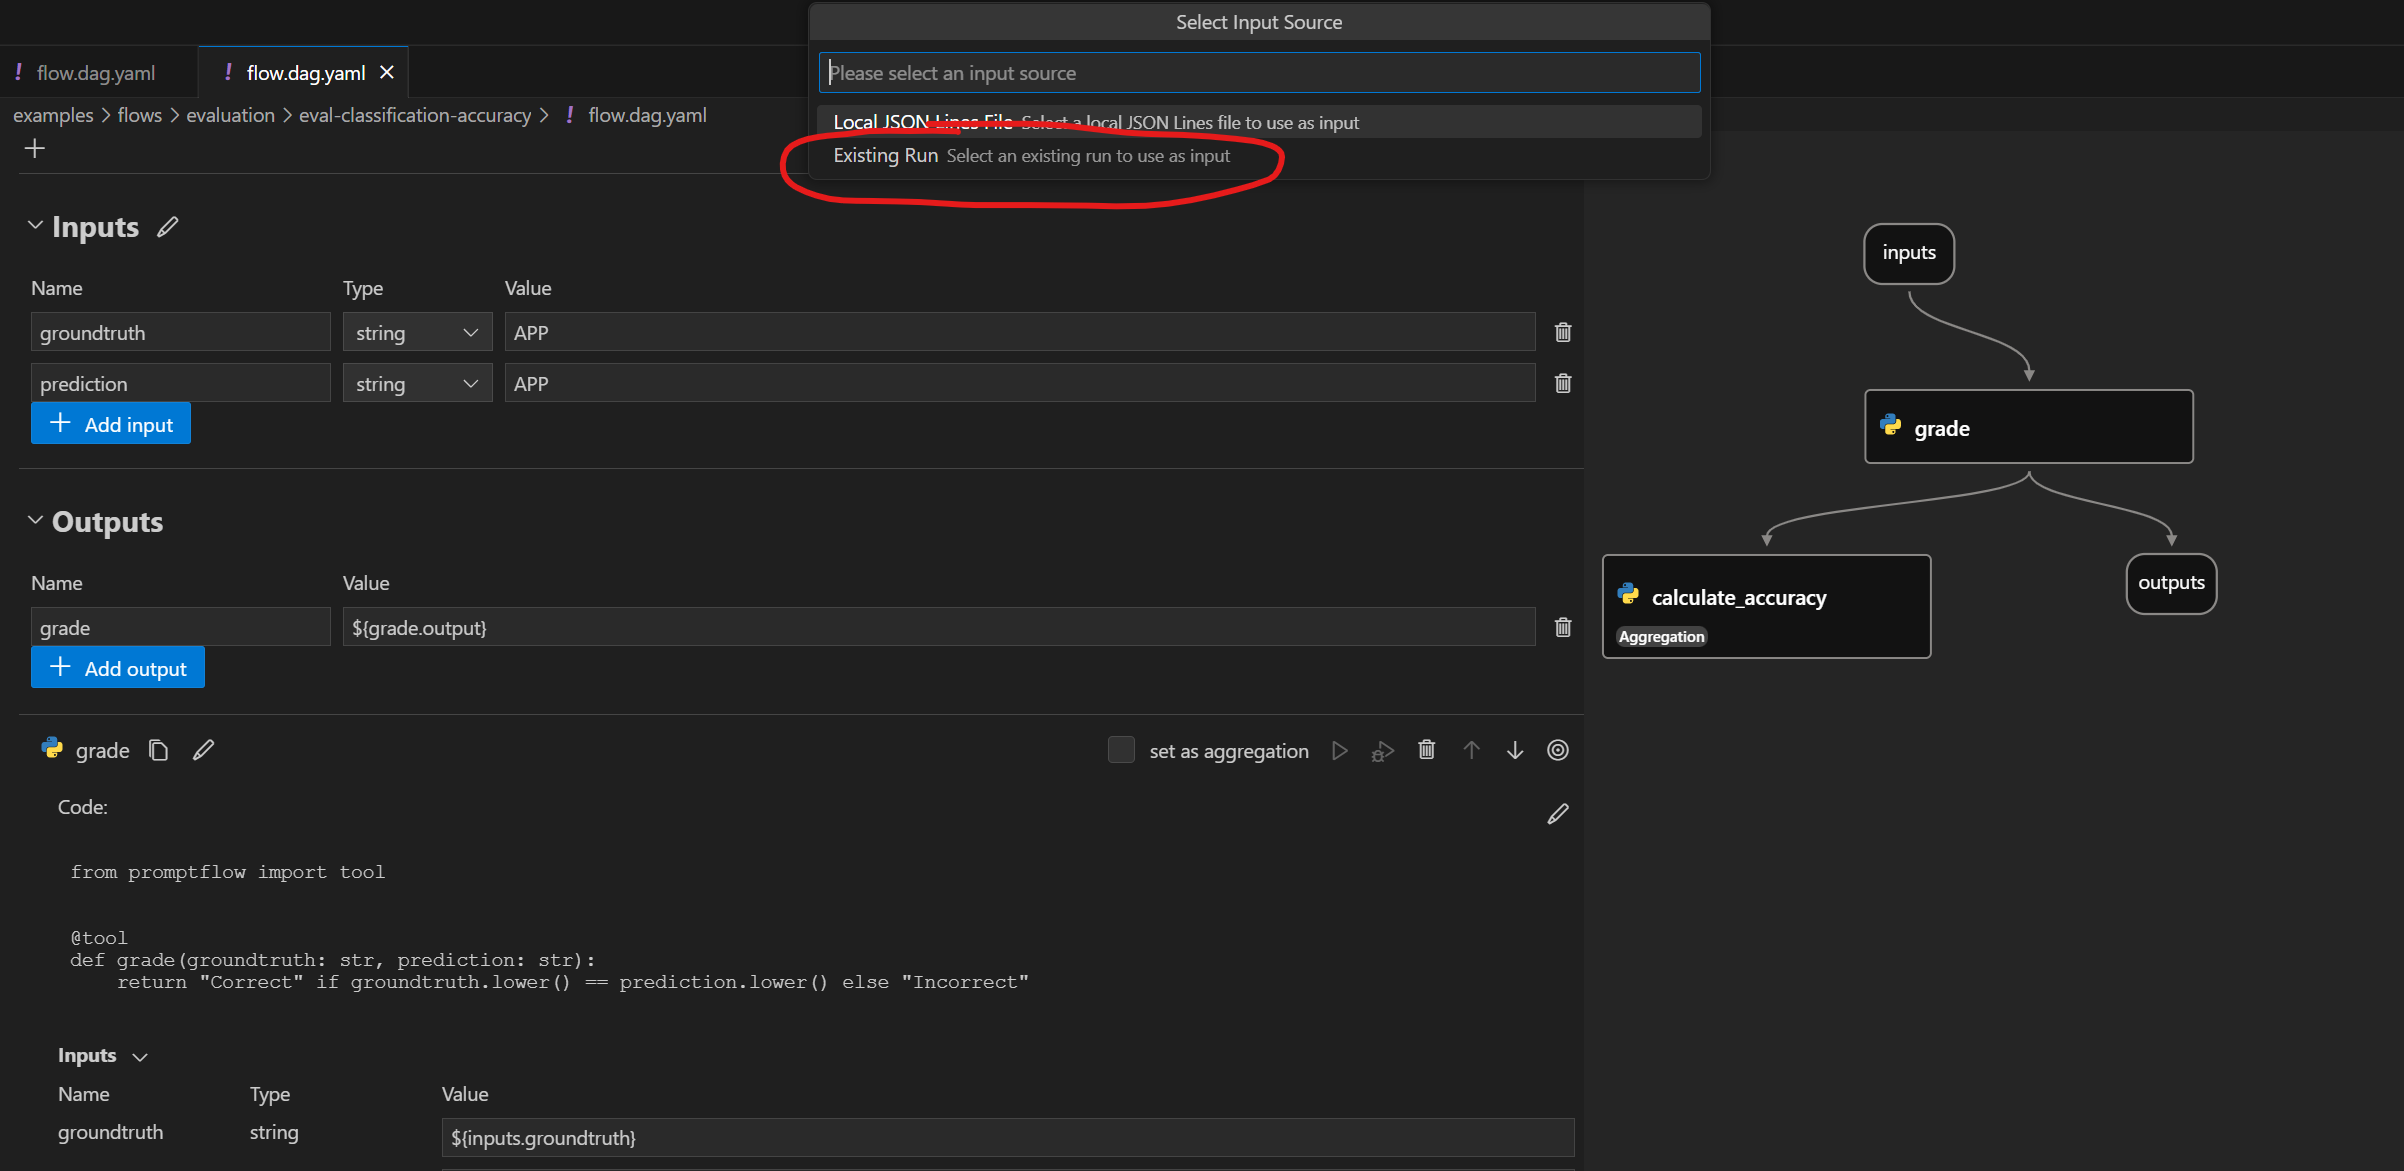 Select Input Source
! flow.dag.yaml
! flow.dag.yaml
Please select an input source
examples > flows > evaluation > eval-classification-accuracy > ! flow.dag.yaml
Local JSON Lines File Select a local JSON Lines file to use as input
Existing Run Select an existing run to use as input
Inputs
Name Type Value
groundtruth string APP
prediction string APP
+ Add input
Outputs
Name Value
grade ${grade.output}
+ Add output
grade
set as aggregation
Code:
from promptflow import tool
@tool
def grade(groundtruth: str, prediction: str):
    return "Correct" if groundtruth.lower() == prediction.lower() else "Incorrect"
Inputs
Name Type Value
groundtruth string ${inputs.groundtruth}
inputs
grade
calculate_accuracy
Aggregation
outputs